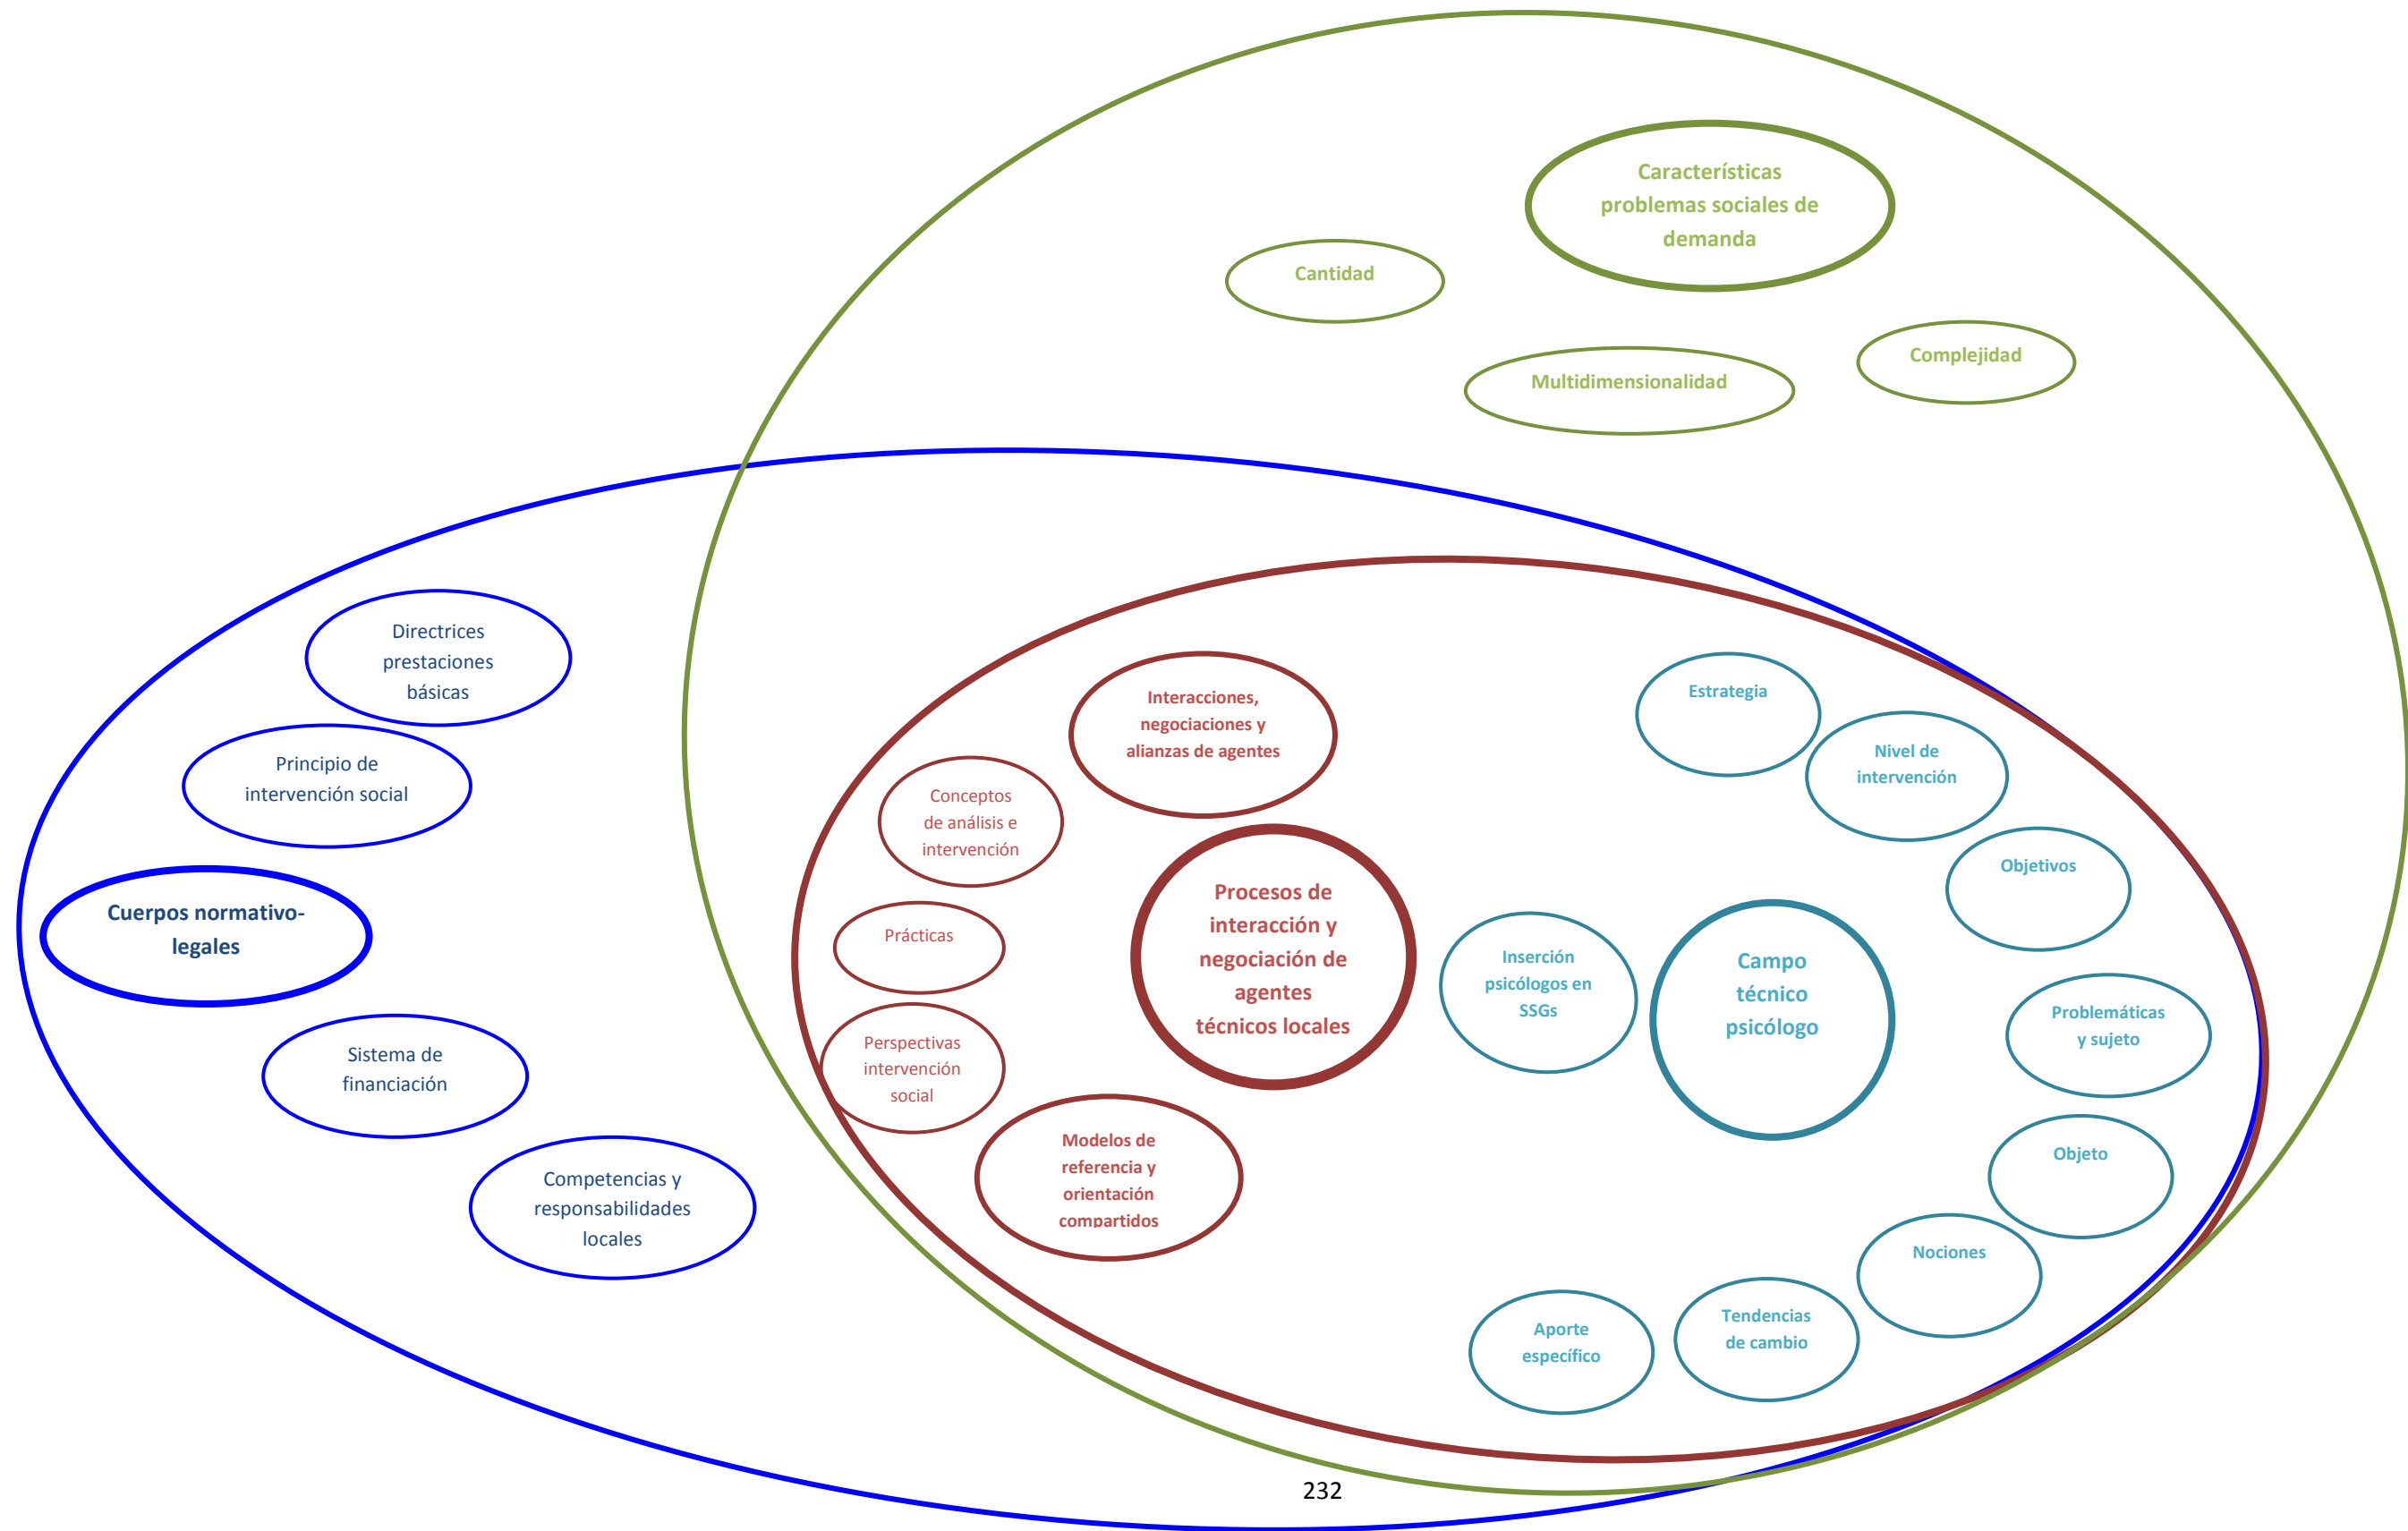 Características
problemas sociales de
demanda
Cantidad
Multidimensionalidad
Complejidad
Directrices
prestaciones
básicas
Principio de
intervención social
Cuerpos normativo-
legales
Sistema de
financiación
Competencias y
responsabilidades
locales
Interacciones,
negociaciones y
alianzas de agentes
Conceptos
de análisis e
intervención
Prácticas
Perspectivas
intervención
social
Modelos de
referencia y
orientación
compartidos
Procesos de
interacción y
negociación de
agentes
técnicos locales
Inserción
psicólogos en
SSGs
Campo
técnico
psicólogo
Estrategia
Nivel de
intervención
Objetivos
Problemáticas
y sujeto
Objeto
Nociones
Tendencias
de cambio
Aporte
específico
232